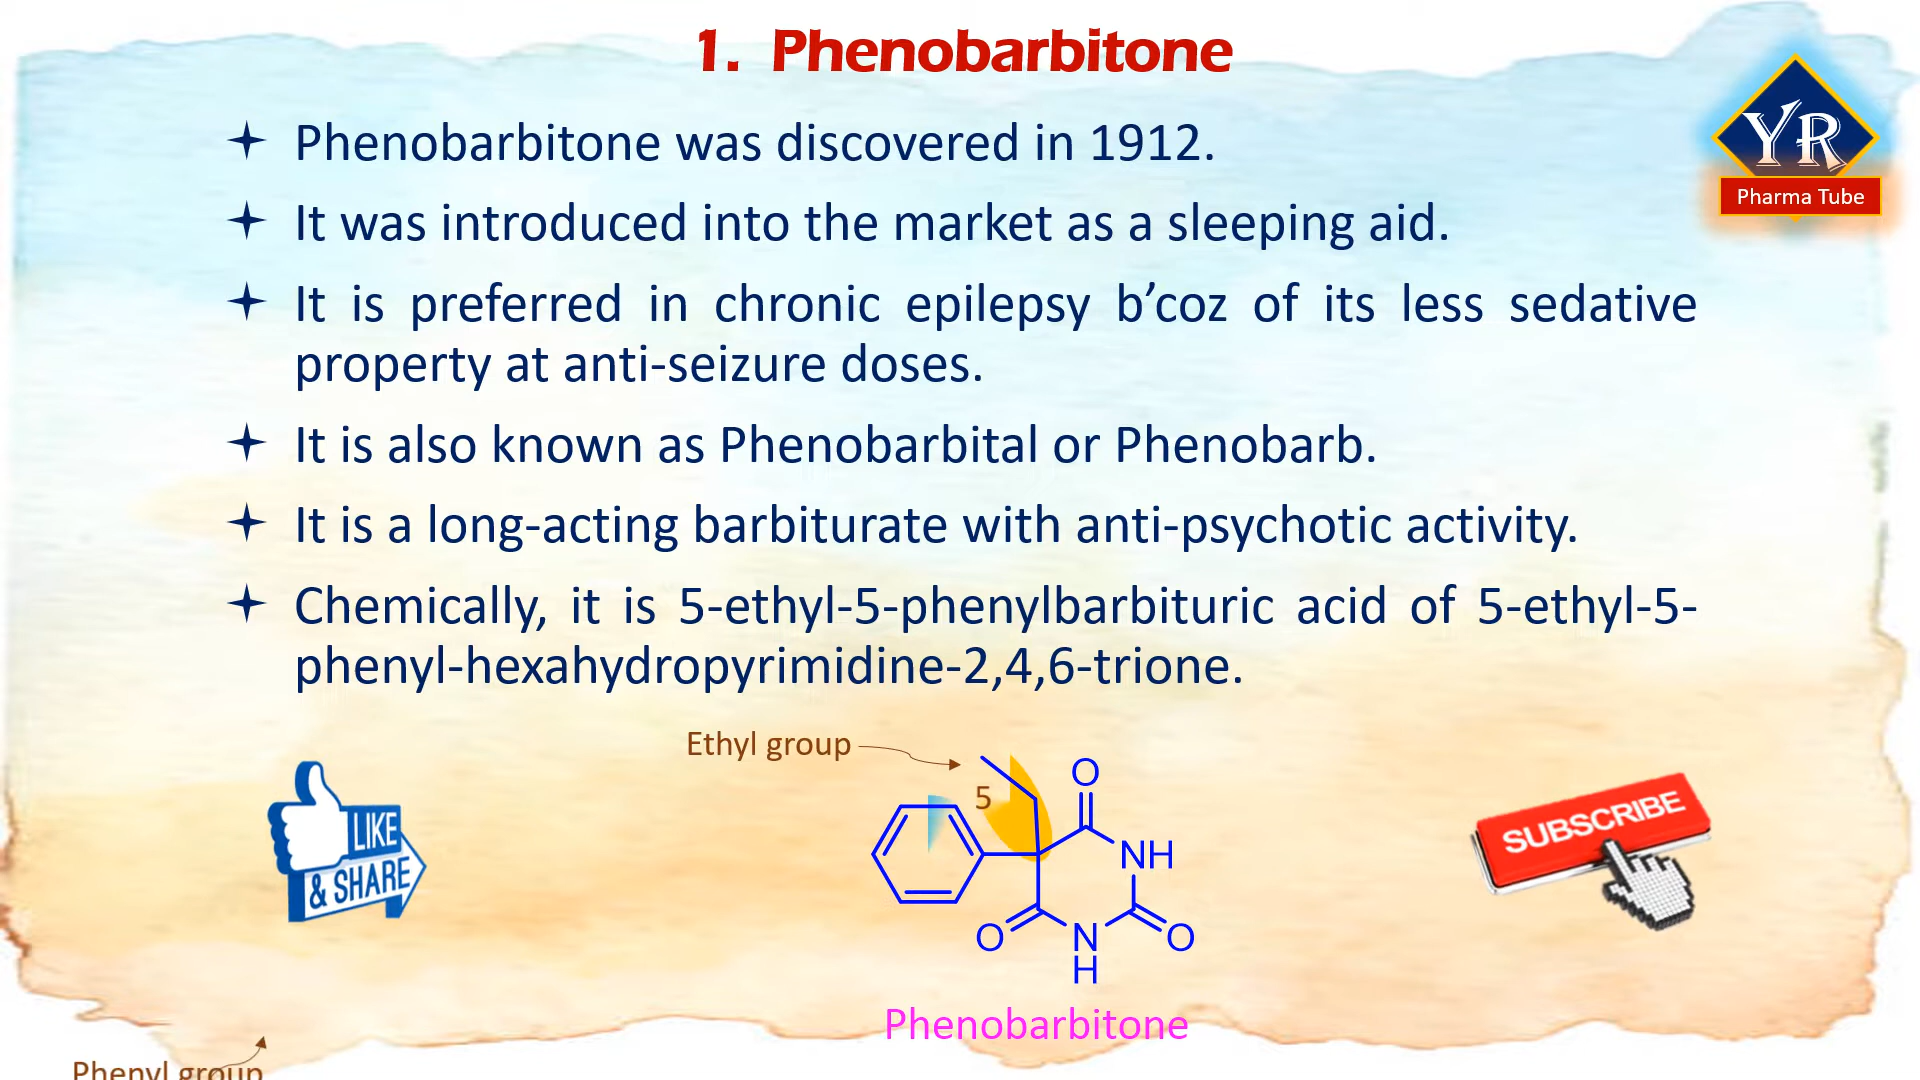 1. Phenobarbitone
YR
Pharma Tube
Phenobarbitone was discovered in 1912.
It was introduced into the market as a sleeping aid.
It is preferred in chronic epilepsy b’coz of its less sedative
property at anti-seizure doses.
It is also known as Phenobarbital or Phenobarb.
It is a long-acting barbiturate with anti-psychotic activity.
Chemically, it is 5-ethyl-5-phenylbarbituric acid of 5-ethyl-5-
phenyl-hexahydropyrimidine-2,4,6-trione.
Ethyl group
5
O
NH
O
N
H
O
LIKE
& SHARE
SUBSCRIBE
Phenobarbitone
Phenyl group